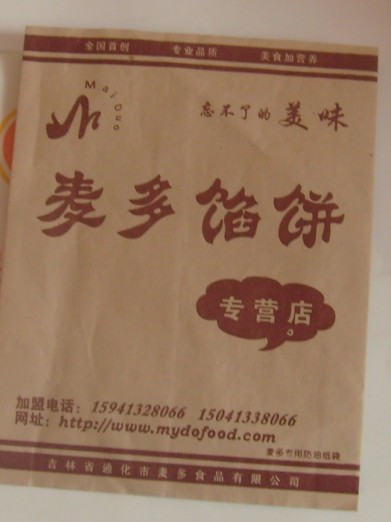 全国首创 专业品质 美食加营养
Mai Duo
忘不了的美味
麦多馅饼
专营店
加盟电话：15941328066 15041338066
网址：http://www.mydofood.com
麦多专用防油纸袋
吉林省通化市麦多食品有限公司